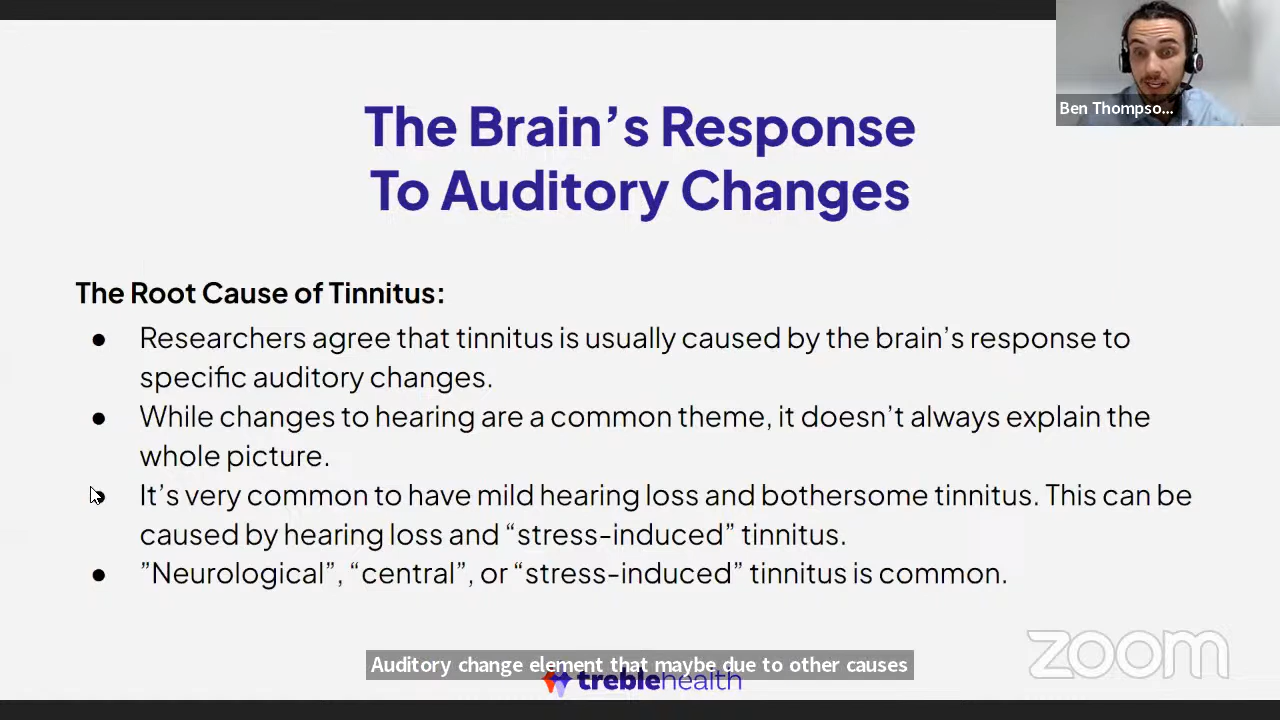 Ben Thompso...
The Brain’s Response
To Auditory Changes
The Root Cause of Tinnitus:
● Researchers agree that tinnitus is usually caused by the brain’s response to
specific auditory changes.
● While changes to hearing are a common theme, it doesn’t always explain the
whole picture.
● It’s very common to have mild hearing loss and bothersome tinnitus. This can be
caused by hearing loss and “stress-induced” tinnitus.
● ”Neurological”, “central”, or “stress-induced” tinnitus is common.
zoom
Auditory change element that maybe due to other causes
treblehealth